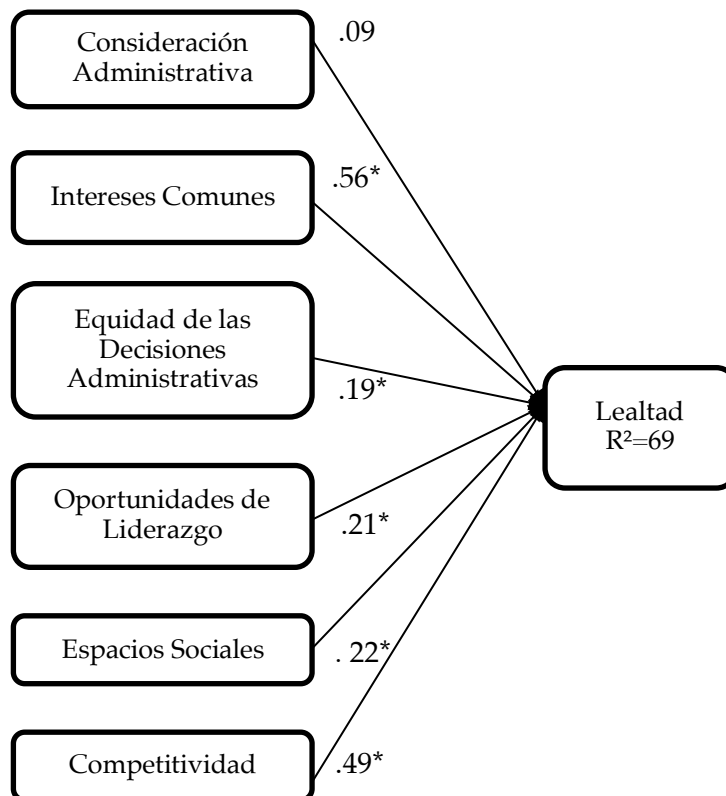 Consideración
Administrativa
.09
Intereses Comunes
.56*
Equidad de las
Decisiones
Administrativas
.19*
Lealtad
R²=69
Oportunidades de
Liderazgo
.21*
Espacios Sociales
. 22*
Competitividad
.49*